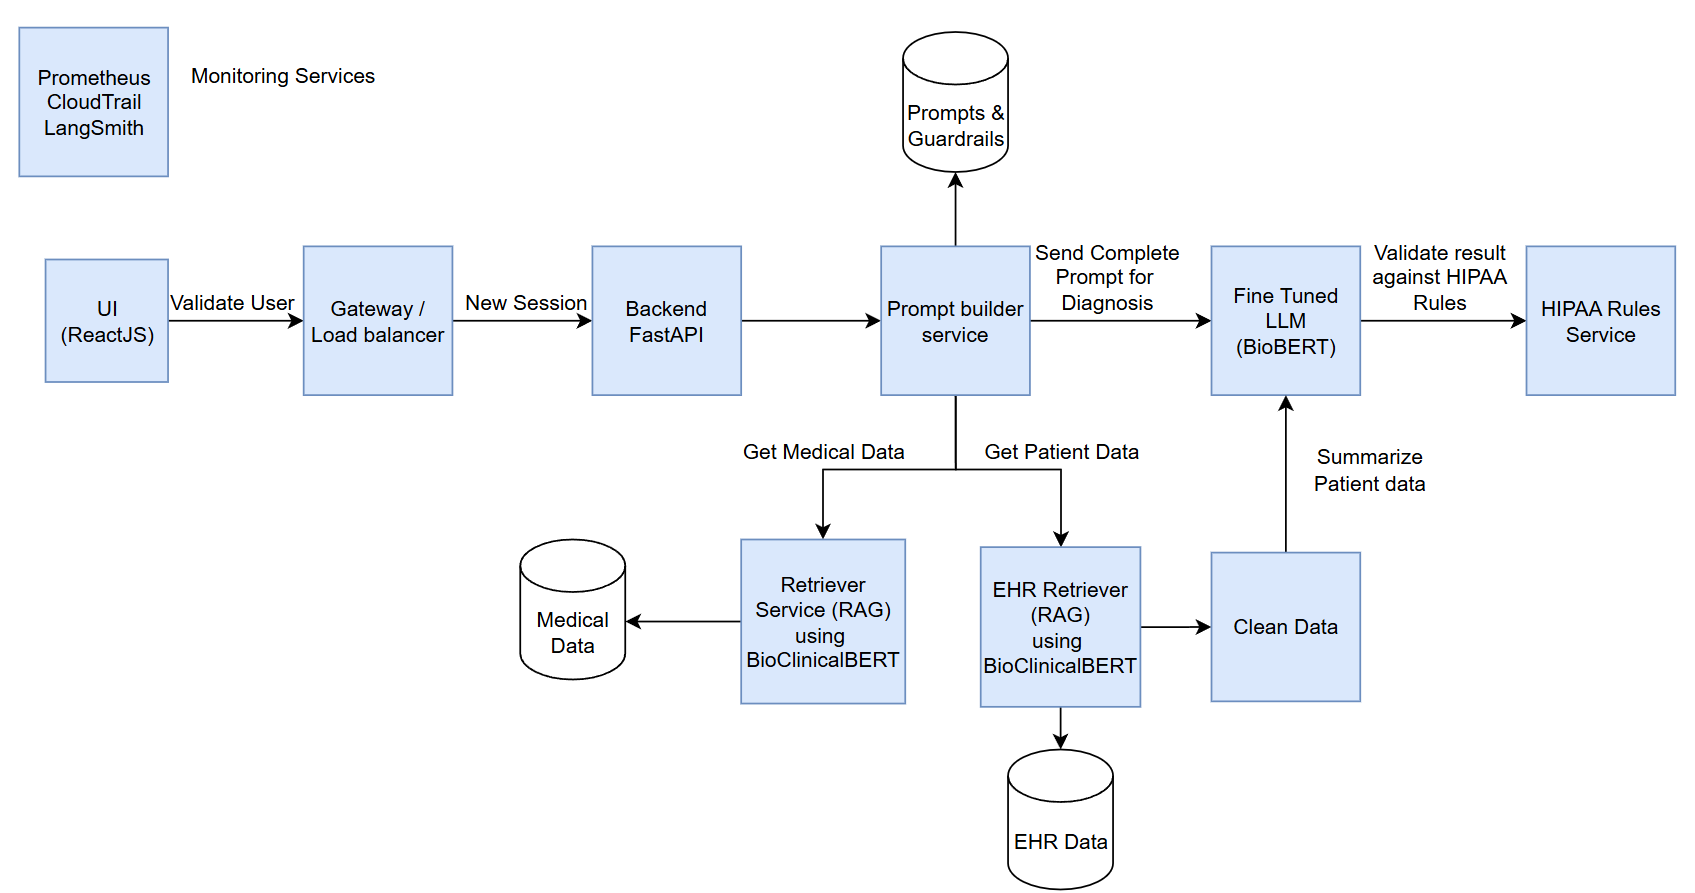 Prometheus
CloudTrail
LangSmith
Monitoring Services
Prompts &
Guardrails
UI
(ReactJS)
Validate User
Gateway /
Load balancer
New Session
Backend
FastAPI
Prompt builder
service
Send Complete
Prompt for
Diagnosis
Fine Tuned
LLM
(BioBERT)
Validate result
against HIPAA
Rules
HIPAA Rules
Service
Get Medical Data
Get Patient Data
Summarize
Patient data
Medical
Data
Retriever
Service (RAG)
using
BioClinicalBERT
EHR Retriever
(RAG)
using
BioClinicalBERT
Clean Data
EHR Data